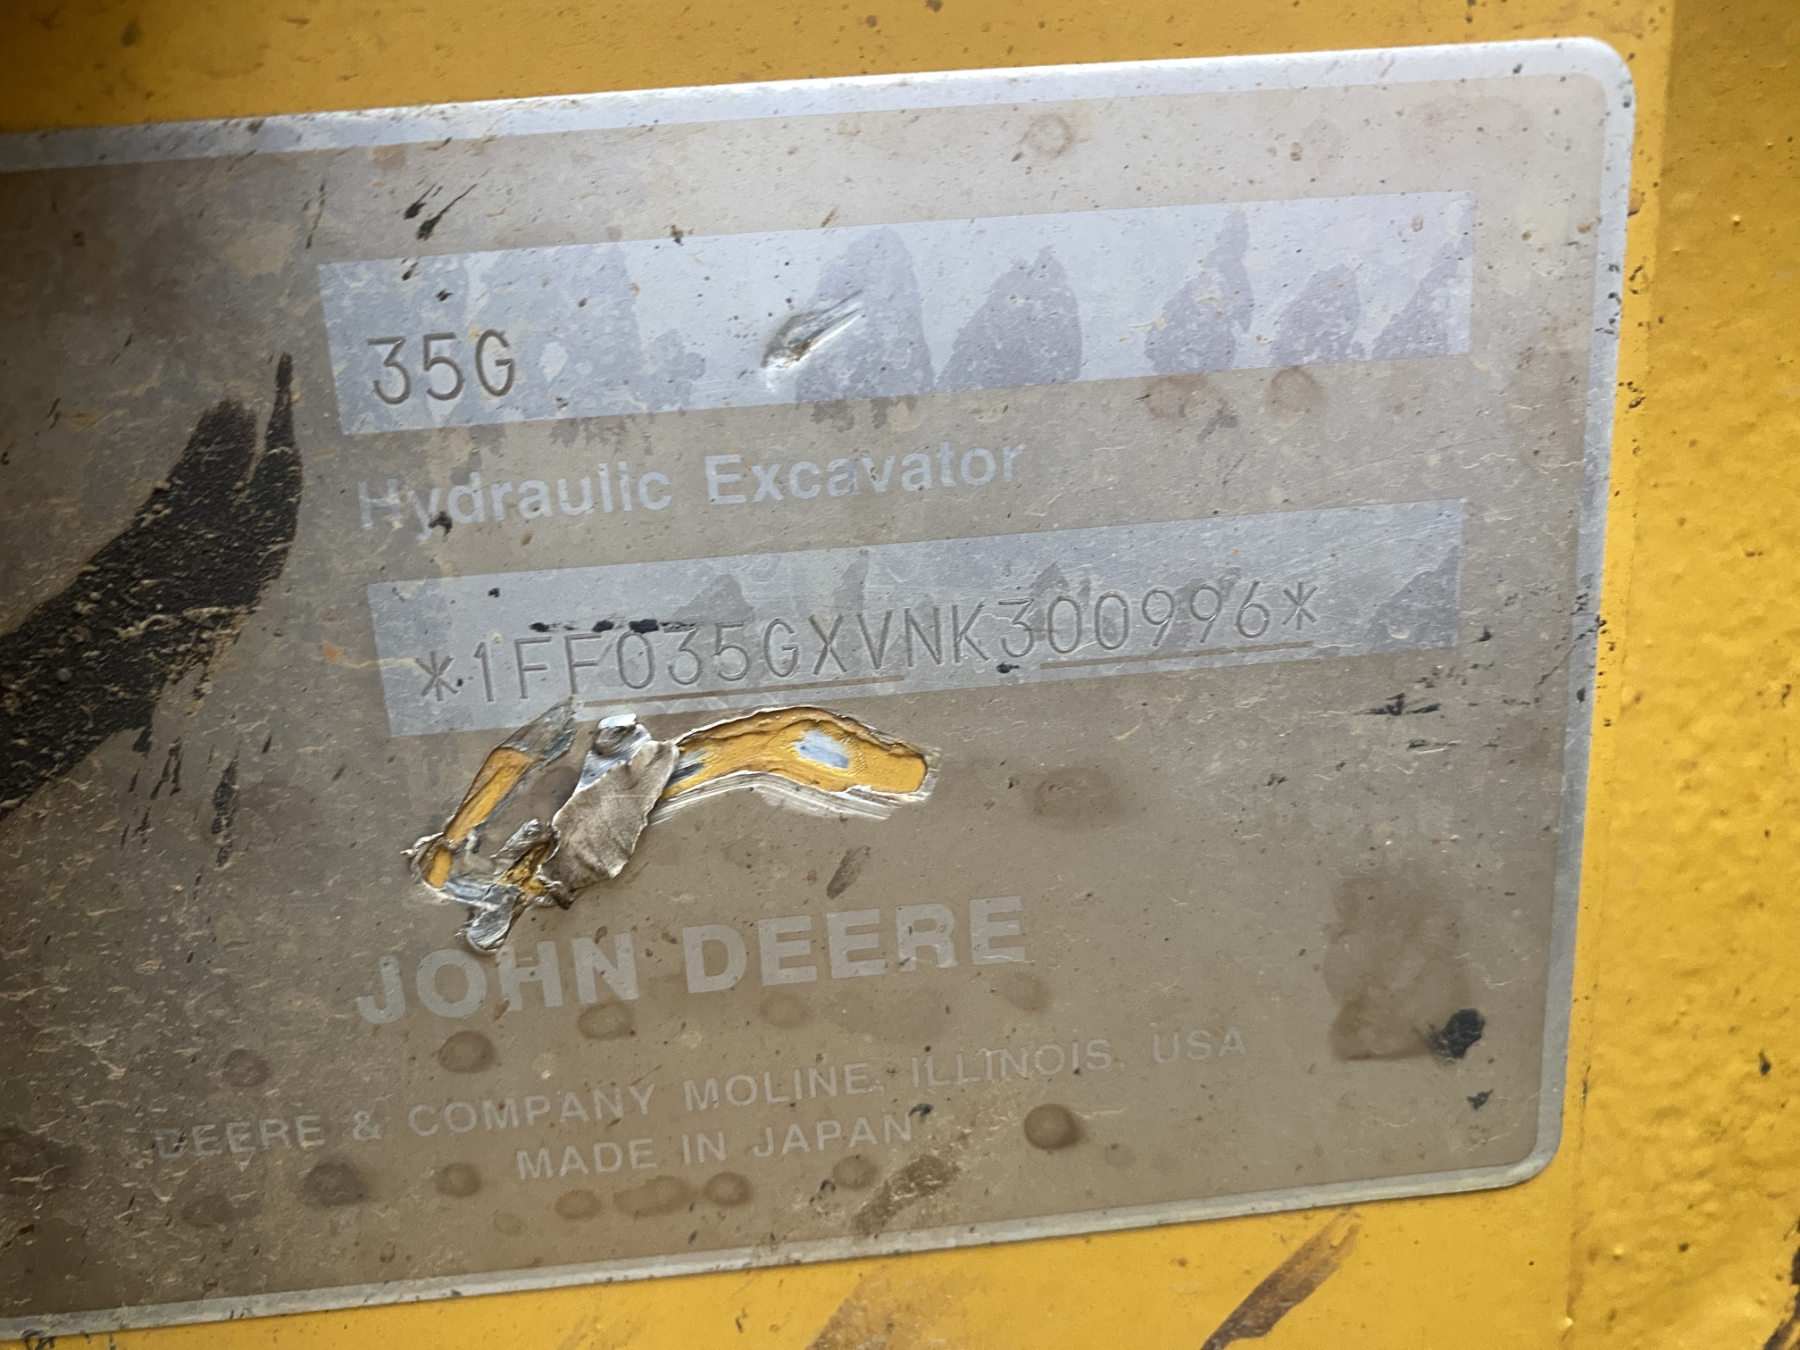 35G
Hydraulic Excavator
*1FF035GXVNK300996*
JOHN DEERE
DEERE & COMPANY MOLINE, ILLINOIS USA
MADE IN JAPAN